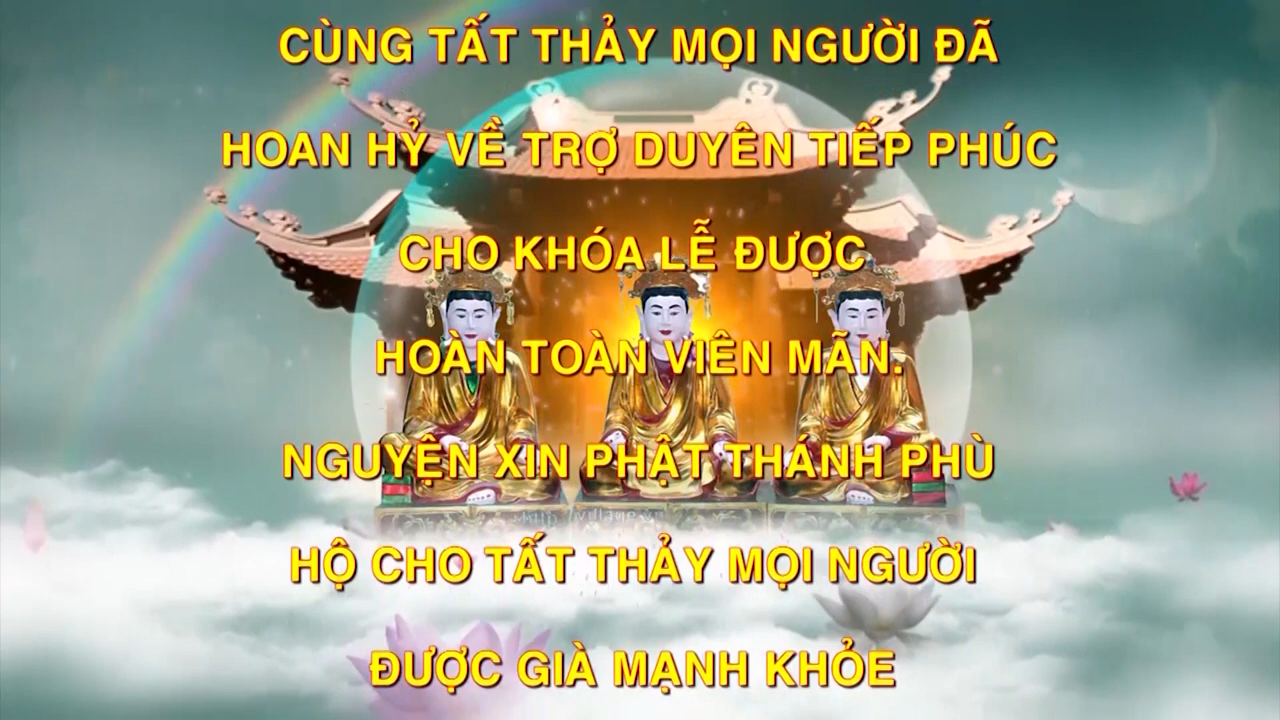 CÙNG TẤT THẢY MỌI NGƯỜI ĐÃ
HOAN HỶ VỀ TRỢ DUYÊN TIẾP PHÚC
CHO KHÓA LỄ ĐƯỢC
HOÀN TOÀN VIÊN MÃN.
NGUYỆN XIN PHẬT THÁNH PHÙ
HỘ CHO TẤT THẢY MỌI NGƯỜI
ĐƯỢC GIÀ MẠNH KHỎE